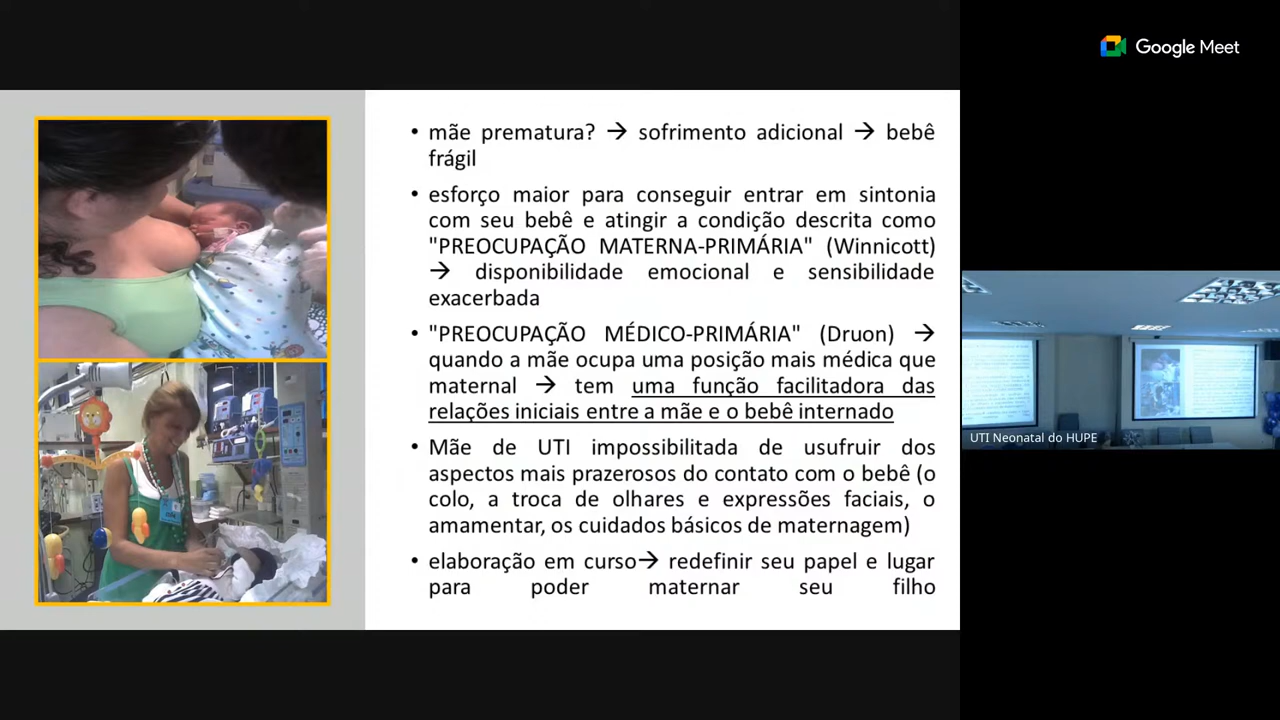 Google Meet
• mãe prematura? → sofrimento adicional → bebê
frágil
• esforço maior para conseguir entrar em sintonia
com seu bebê e atingir a condição descrita como
"PREOCUPAÇÃO MATERNA-PRIMÁRIA" (Winnicott)
→ disponibilidade emocional e sensibilidade
exacerbada
• "PREOCUPAÇÃO MÉDICO-PRIMÁRIA" (Druon) →
quando a mãe ocupa uma posição mais médica que
maternal → tem uma função facilitadora das
relações iniciais entre a mãe e o bebê internado
• Mãe de UTI impossibilitada de usufruir dos
aspectos mais prazerosos do contato com o bebê (o
colo, a troca de olhares e expressões faciais, o
amamentar, os cuidados básicos de maternagem)
• elaboração em curso→ redefinir seu papel e lugar
para poder maternar seu filho
UTI Neonatal do HUPE